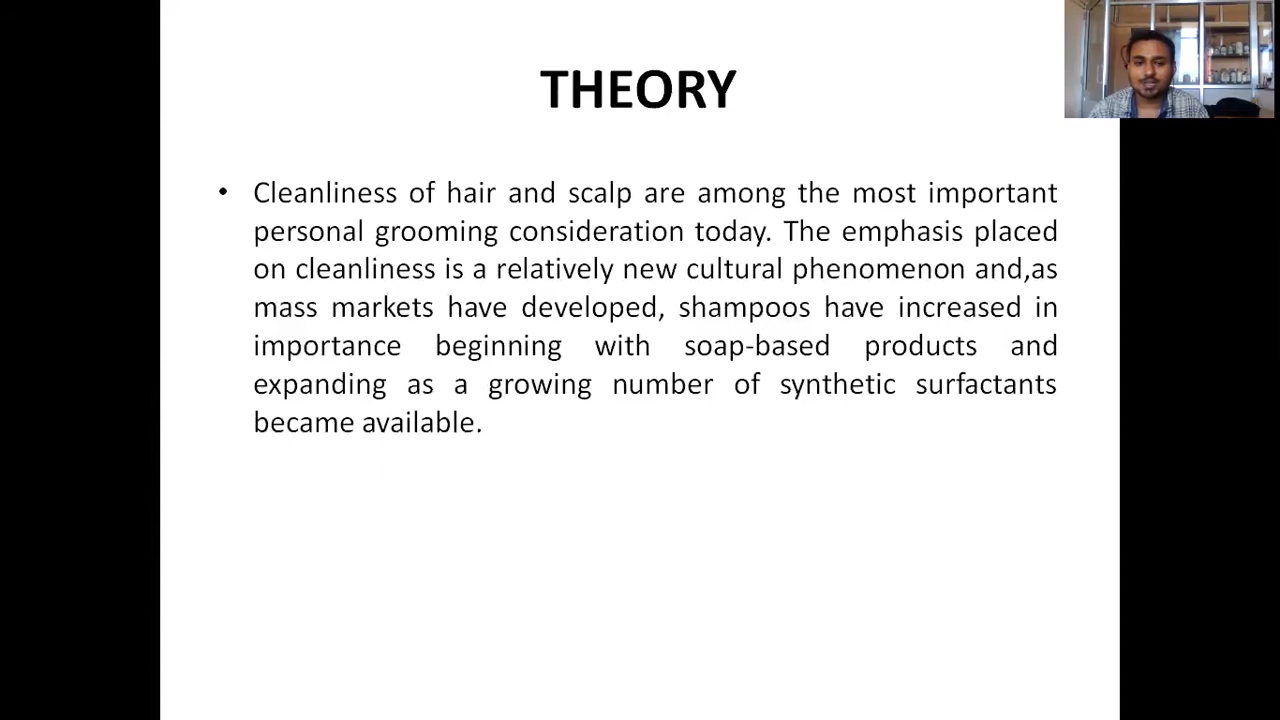 THEORY
• Cleanliness of hair and scalp are among the most important
personal grooming consideration today. The emphasis placed
on cleanliness is a relatively new cultural phenomenon and,as
mass markets have developed, shampoos have increased in
importance beginning with soap-based products and
expanding as a growing number of synthetic surfactants
became available.